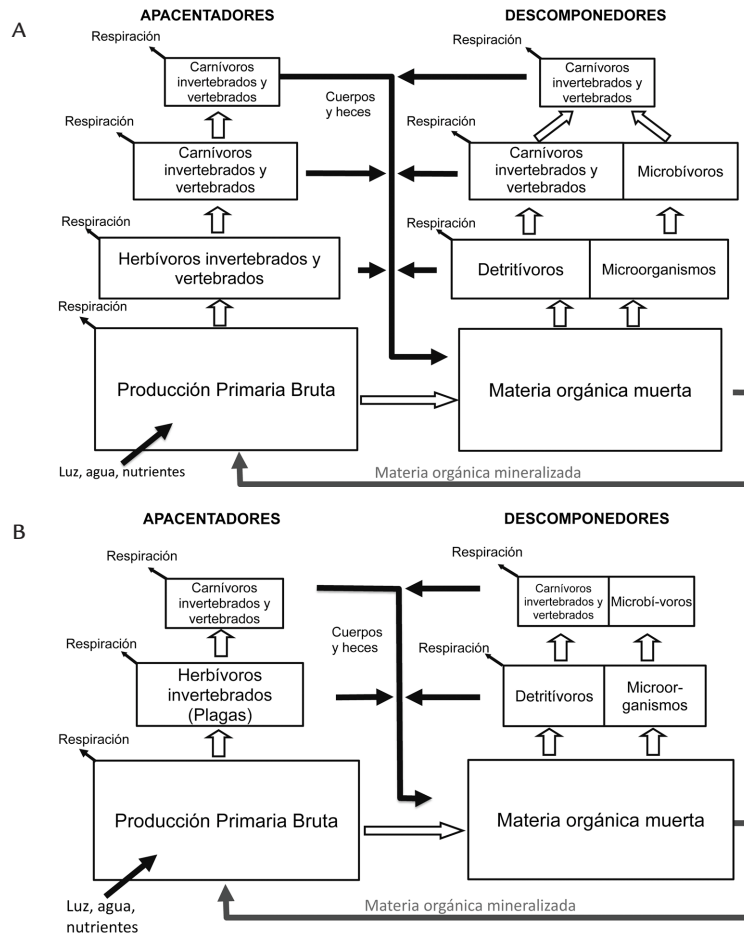 A
APACENTADORES
DESCOMPONEDORES
Respiración
Carnívoros
invertebrados y
vertebrados
Cuerpos
y heces
Respiración
Carnívoros
invertebrados y
vertebrados
Respiración
Carnívoros
invertebrados y
vertebrados
Respiración
Carnívoros
invertebrados y
vertebrados
Microbívoros
Respiración
Herbívoros invertebrados y
vertebrados
Respiración
Detritívoros
Microorganismos
Respiración
Producción Primaria Bruta
Materia orgánica muerta
Luz, agua, nutrientes
Materia orgánica mineralizada
B
APACENTADORES
DESCOMPONEDORES
Respiración
Carnívoros
invertebrados y
vertebrados
Cuerpos
y heces
Respiración
Carnívoros
invertebrados y
vertebrados
Microbí-voros
Respiración
Herbívoros
invertebrados
(Plagas)
Respiración
Detritívoros
Microor-
ganismos
Respiración
Producción Primaria Bruta
Materia orgánica muerta
Luz, agua,
nutrientes
Materia orgánica mineralizada